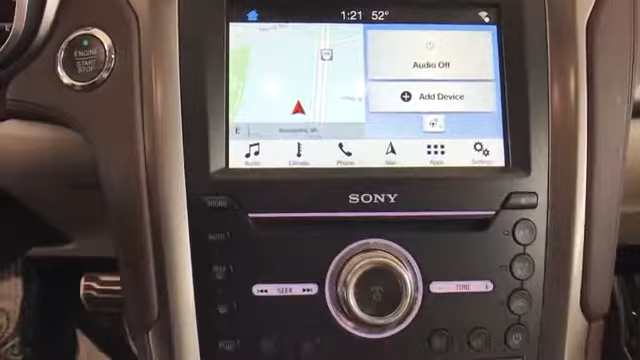 1:21 52°
ENGINE
START
STOP
Audio Off
Add Device
E
Audio Climate Phone Nav Apps Settings
SONY
SOUND
SEEK
TUNE